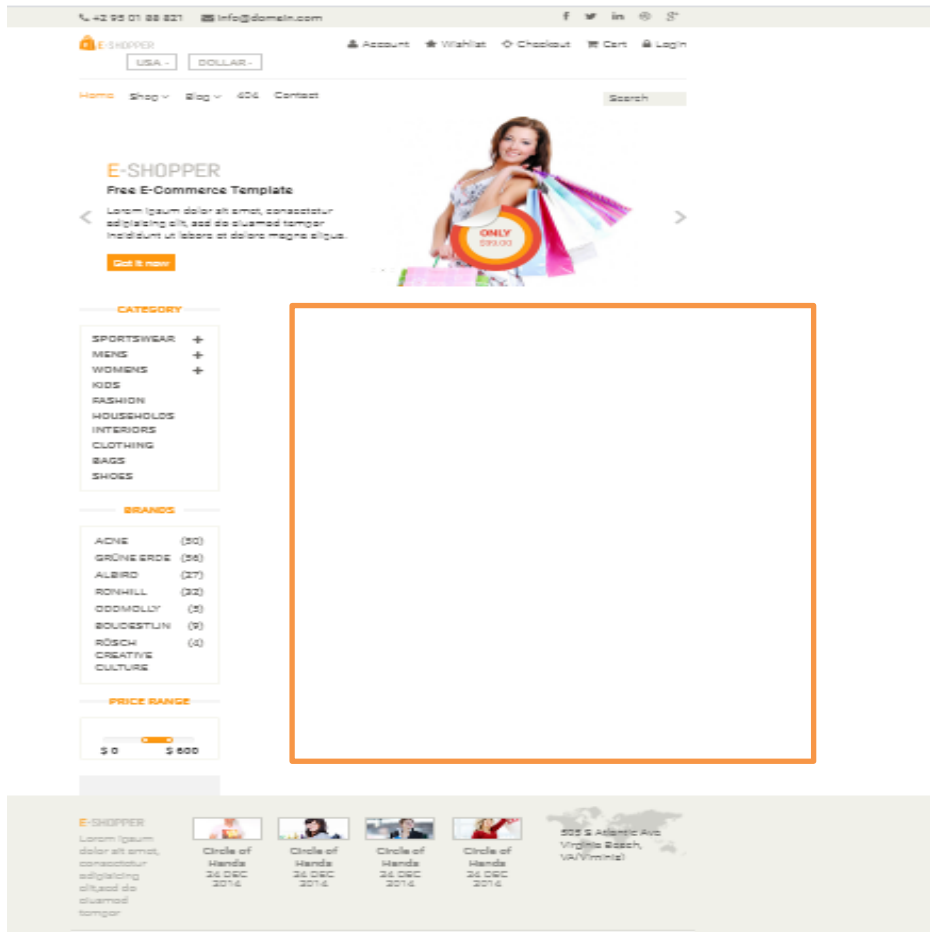 +2 95 01 88 821 info@domain.com
E-SHOPPER
USA DOLLAR
Account Wishlist Checkout Cart Login
Home Shop Blog 404 Contact
Search
E-SHOPPER
Free E-Commerce Template
Lorem ipsum dolor sit amet, consectetur
adipisicing elit, sed do eiusmod tempor
incididunt ut labore et dolore magna aliqua.
Get it now
ONLY
$99.00
CATEGORY
SPORTSWEAR +
MENS +
WOMENS +
KIDS
FASHION
HOUSEHOLDS
INTERIORS
CLOTHING
BAGS
SHOES
BRANDS
ACNE (50)
GRÜNE ERDE (56)
ALBIRO (27)
RONHILL (32)
ODDMOLLY (5)
BOUDESTIJN (9)
RÖSCH (4)
CREATIVE
CULTURE
PRICE RANGE
$ 0 $ 600
E-SHOPPER
Lorem ipsum
dolor sit amet,
consectetur
adipisicing
elit,sed do
eiusmod
tempor
Circle of
Hands
24 DEC
2014
Circle of
Hands
24 DEC
2014
Circle of
Hands
24 DEC
2014
Circle of
Hands
24 DEC
2014
505 S Atlantic Ave
Virginia Beach,